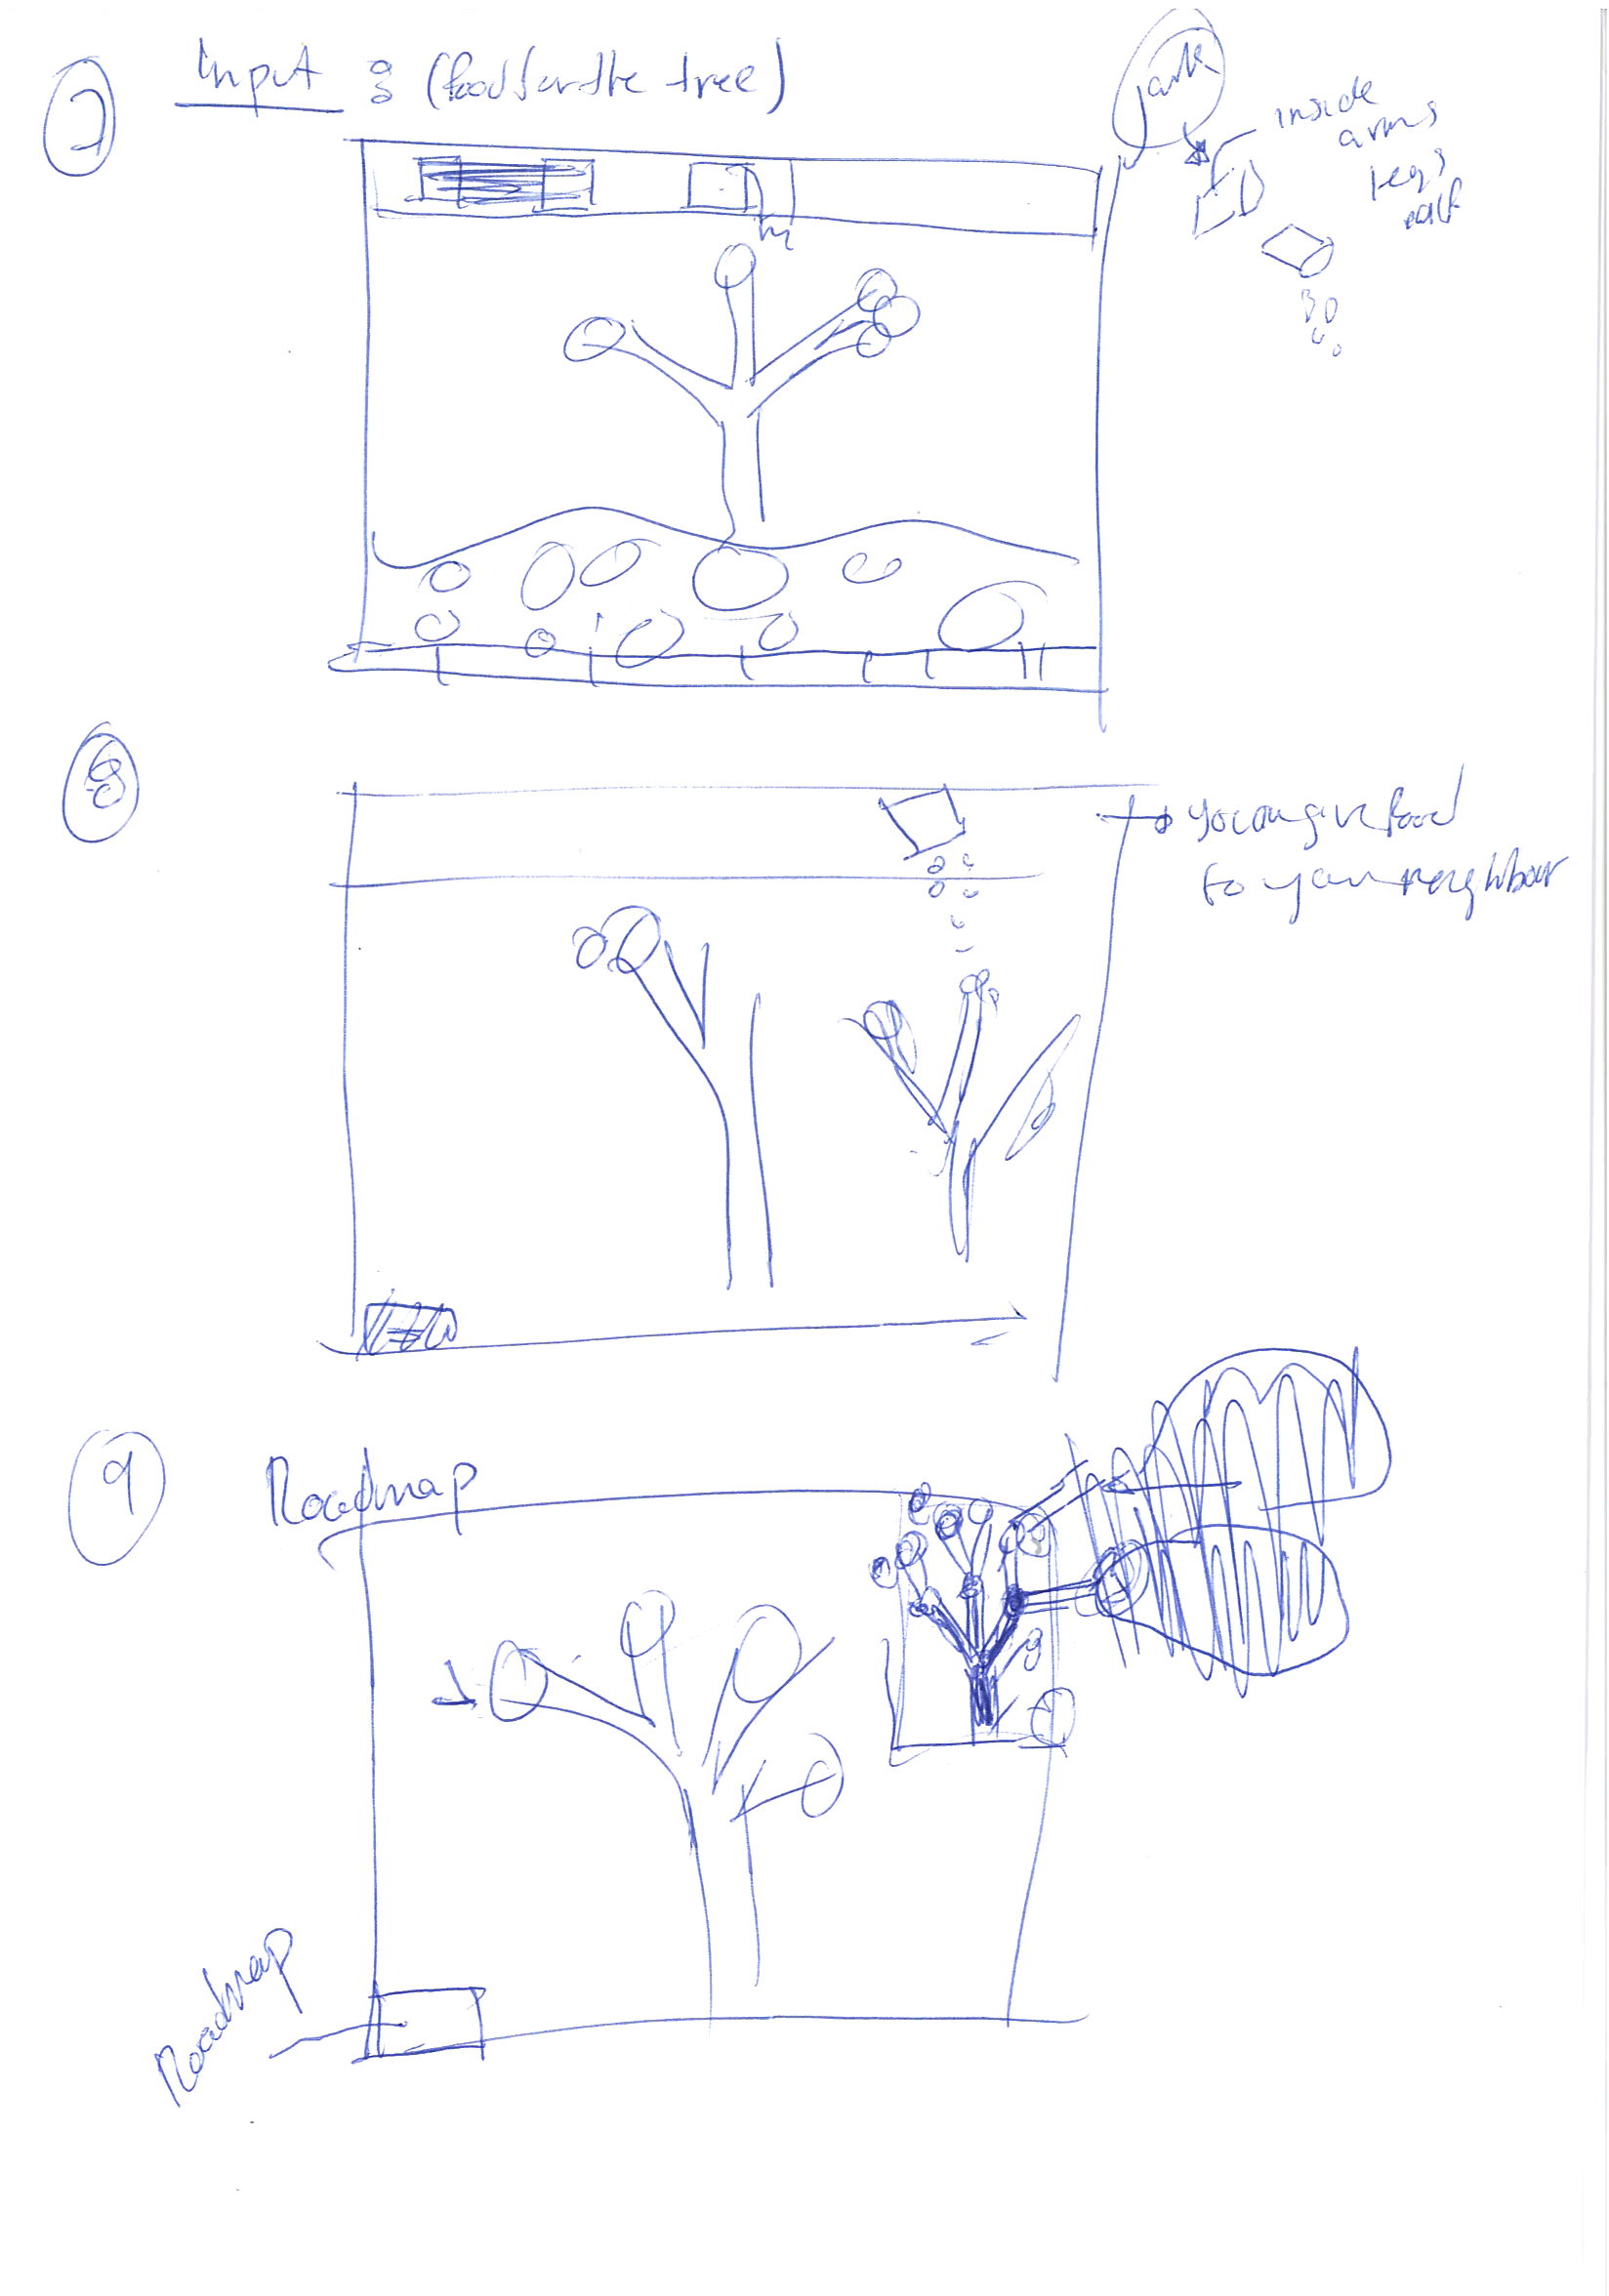 7
Input : (food for the tree)
inside
arms
legs
8
→ you can give food
to your neighbour
9
Roadmap
Roadmap